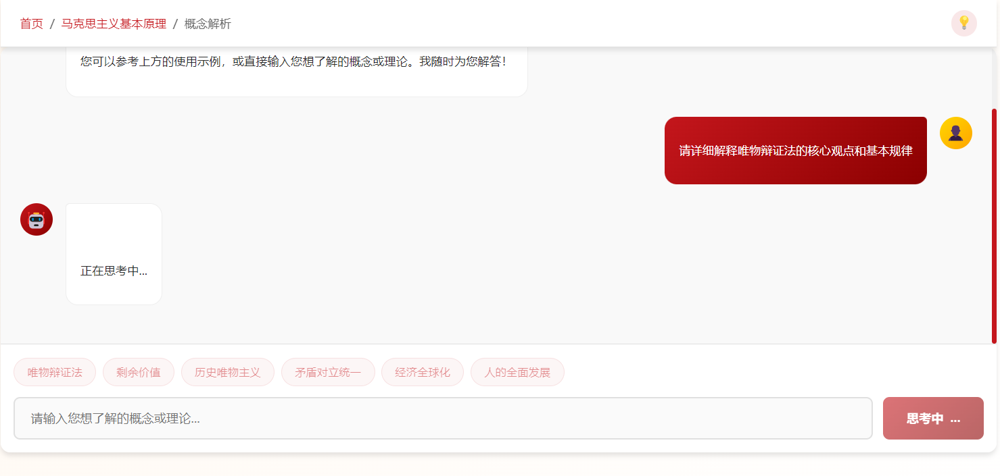 首页 / 马克思主义基本原理 / 概念解析
您可以参考上方的使用示例，或直接输入您想了解的概念或理论。我随时为您解答！
请详细解释唯物辩证法的核心观点和基本规律
正在思考中...
唯物辩证法 剩余价值 历史唯物主义 矛盾对立统一 经济全球化 人的全面发展
请输入您想了解的概念或理论... 思考中 ...